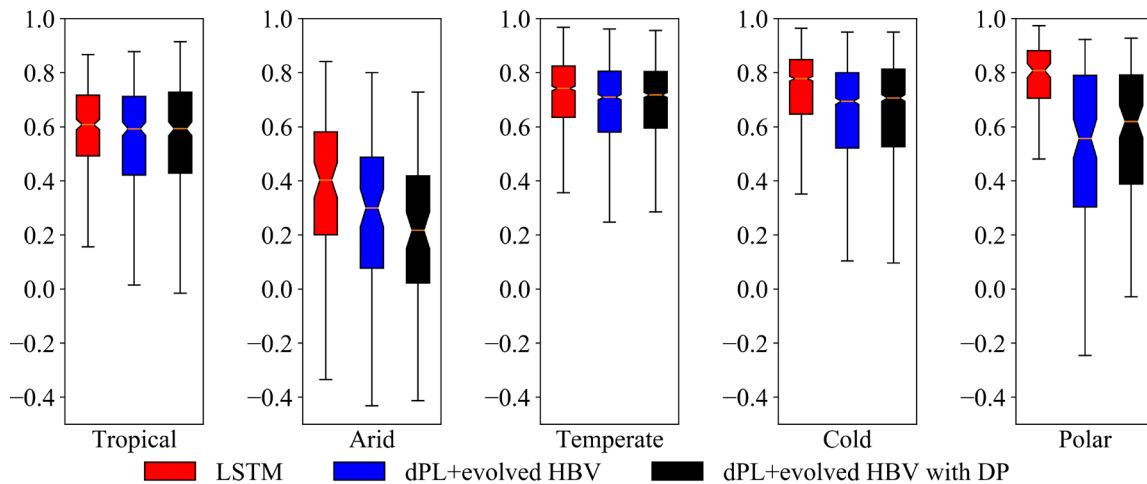 1.0 1.0 1.0 1.0 1.0
0.8 0.8 0.8 0.8 0.8
0.6 0.6 0.6 0.6 0.6
0.4 0.4 0.4 0.4 0.4
0.2 0.2 0.2 0.2 0.2
0.0 0.0 0.0 0.0 0.0
−0.2 −0.2 −0.2 −0.2 −0.2
−0.4 −0.4 −0.4 −0.4 −0.4
Tropical Arid Temperate Cold Polar
LSTM dPL+evolved HBV dPL+evolved HBV with DP